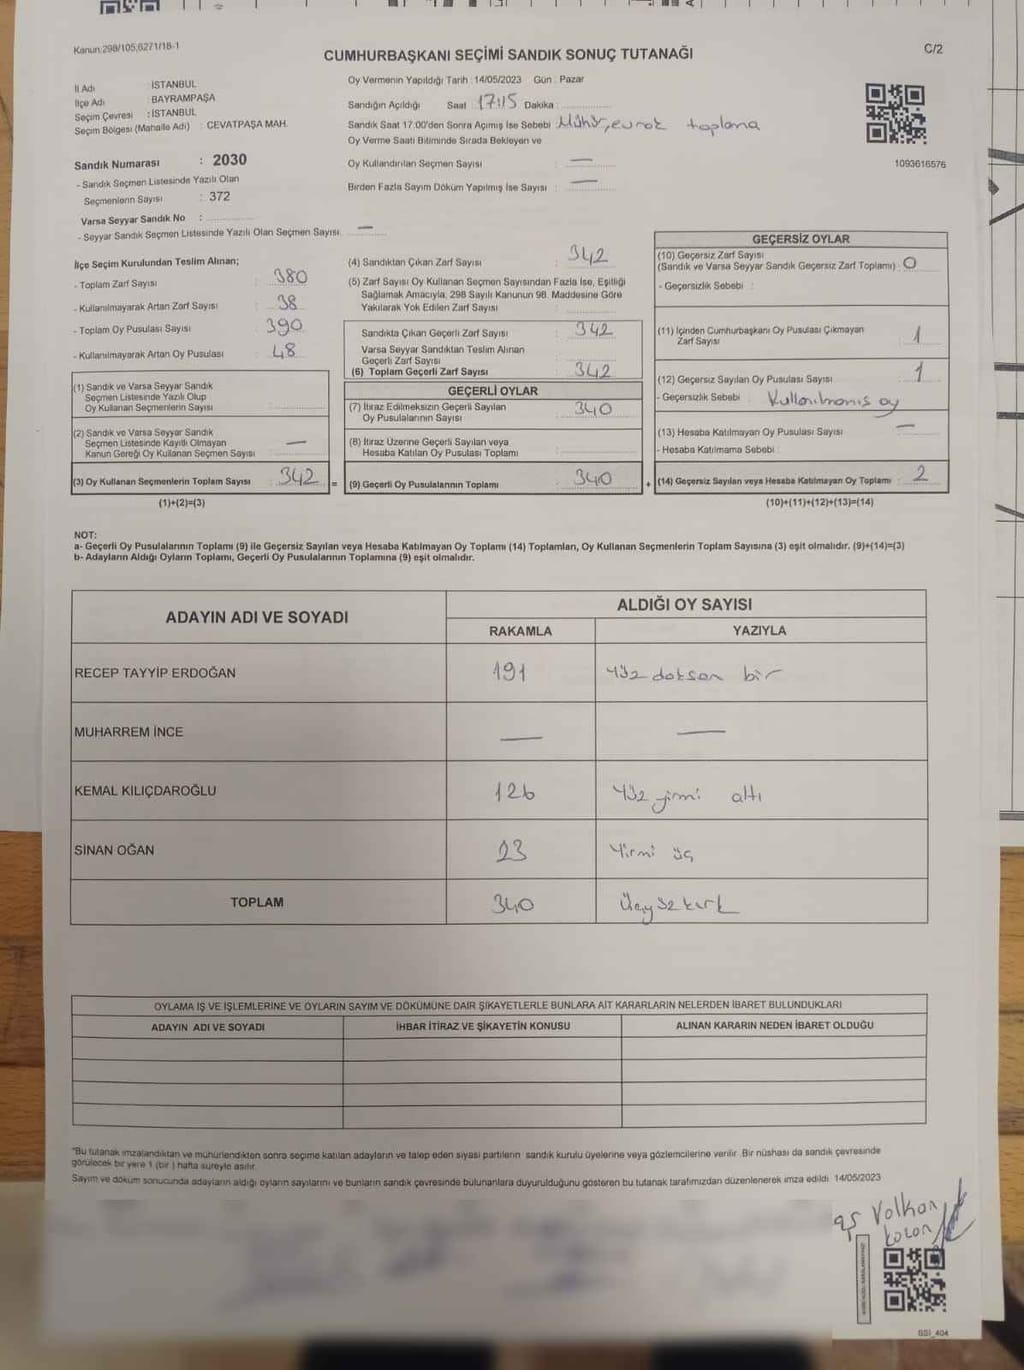 Kanun:298/105,6271/18-1
CUMHURBAŞKANI SEÇİMİ SANDIK SONUÇ TUTANAĞI
C/2
İl Adı : İSTANBUL
İlçe Adı : BAYRAMPAŞA
Seçim Çevresi : İSTANBUL
Seçim Bölgesi (Mahalle Adı) : CEVATPAŞA MAH.
Sandık Numarası : 2030
- Sandık Seçmen Listesinde Yazılı Olan
Seçmenlerin Sayısı : 372
Varsa Seyyar Sandık No :
- Seyyar Sandık Seçmen Listesinde Yazılı Olan Seçmen Sayısı: —
Oy Vermenin Yapıldığı Tarih : 14/05/2023 Gün : Pazar
Sandığın Açıldığı Saat 17:15 Dakika :
Sandık Saat 17:00'den Sonra Açılmış İse Sebebi : Mühür, evrak toplama
Oy Verme Saati Bitiminde Sırada Bekleyen ve
Oy Kullandırılan Seçmen Sayısı : —
Birden Fazla Sayım Döküm Yapılmış İse Sayısı : —
1093616576
İlçe Seçim Kurulundan Teslim Alınan;
- Toplam Zarf Sayısı : 380
- Kullanılmayarak Artan Zarf Sayısı : 38
- Toplam Oy Pusulası Sayısı : 390
- Kullanılmayarak Artan Oy Pusulası : 48
(1) Sandık ve Varsa Seyyar Sandık
Seçmen Listesinde Yazılı Olup
Oy Kullanan Seçmenlerin Sayısı :
(2) Sandık ve Varsa Seyyar Sandık
Seçmen Listesinde Kayıtlı Olmayan
Kanun Gereği Oy Kullanan Seçmen Sayısı : —
(3) Oy Kullanan Seçmenlerin Toplam Sayısı : 342 =
(1)+(2)=(3)
(4) Sandıktan Çıkan Zarf Sayısı : 342
(5) Zarf Sayısı Oy Kullanan Seçmen Sayısından Fazla İse, Eşitliği
Sağlamak Amacıyla, 298 Sayılı Kanunun 98. Maddesine Göre
Yakılarak Yok Edilen Zarf Sayısı :
Sandıkta Çıkan Geçerli Zarf Sayısı : 342
Varsa Seyyar Sandıktan Teslim Alınan
Geçerli Zarf Sayısı :
(6) Toplam Geçerli Zarf Sayısı : 342
GEÇERLİ OYLAR
(7) İtiraz Edilmeksizin Geçerli Sayılan
Oy Pusulalarının Sayısı : 340
(8) İtiraz Üzerine Geçerli Sayılan veya
Hesaba Katılan Oy Pusulası Toplamı :
(9) Geçerli Oy Pusulalarının Toplamı : 340 +
GEÇERSİZ OYLAR
(10) Geçersiz Zarf Sayısı
(Sandık ve Varsa Seyyar Sandık Geçersiz Zarf Toplamı) : 0
- Geçersizlik Sebebi :
(11) İçinden Cumhurbaşkanı Oy Pusulası Çıkmayan
Zarf Sayısı : 1
(12) Geçersiz Sayılan Oy Pusulası Sayısı : 1
- Geçersizlik Sebebi : Kullanılmamış oy
(13) Hesaba Katılmayan Oy Pusulası Sayısı : —
- Hesaba Katılmama Sebebi :
(14) Geçersiz Sayılan veya Hesaba Katılmayan Oy Toplamı : 2
(10)+(11)+(12)+(13)=(14)
NOT:
a- Geçerli Oy Pusulalarının Toplamı (9) ile Geçersiz Sayılan veya Hesaba Katılmayan Oy Toplamı (14) Toplamları, Oy Kullanan Seçmenlerin Toplam Sayısına (3) eşit olmalıdır. (9)+(14)=(3)
b- Adayların Aldığı Oyların Toplamı, Geçerli Oy Pusulalarının Toplamına (9) eşit olmalıdır.
ADAYIN ADI VE SOYADI
ALDIĞI OY SAYISI
RAKAMLA YAZIYLA
RECEP TAYYİP ERDOĞAN 191 Yüz doksan bir
MUHARREM İNCE — —
KEMAL KILIÇDAROĞLU 126 Yüz yirmi altı
SİNAN OĞAN 23 Yirmi üç
TOPLAM 340 Üçyüzkırk
OYLAMA İŞ VE İŞLEMLERİNE VE OYLARIN SAYIM VE DÖKÜMÜNE DAİR ŞİKAYETLERLE BUNLARA AİT KARARLARIN NELERDEN İBARET BULUNDUKLARI
ADAYIN ADI VE SOYADI İHBAR İTİRAZ VE ŞİKAYETİN KONUSU ALINAN KARARIN NEDEN İBARET OLDUĞU
*Bu tutanak imzalandıktan ve mühürlendikten sonra seçime katılan adayların ve talep eden siyasi partilerin sandık kurulu üyelerine veya gözlemcilerine verilir. Bir nüshası da sandık çevresinde
görülecek bir yere 1 (bir ) hafta süreyle asılır.
Sayım ve döküm sonucunda adayların aldığı oyların sayılarını ve bunların sandık çevresinde bulunanlara duyurulduğunu gösteren bu tutanak tarafımızdan düzenlenerek imza edildi. 14/05/2023
Volkan
GSI_404